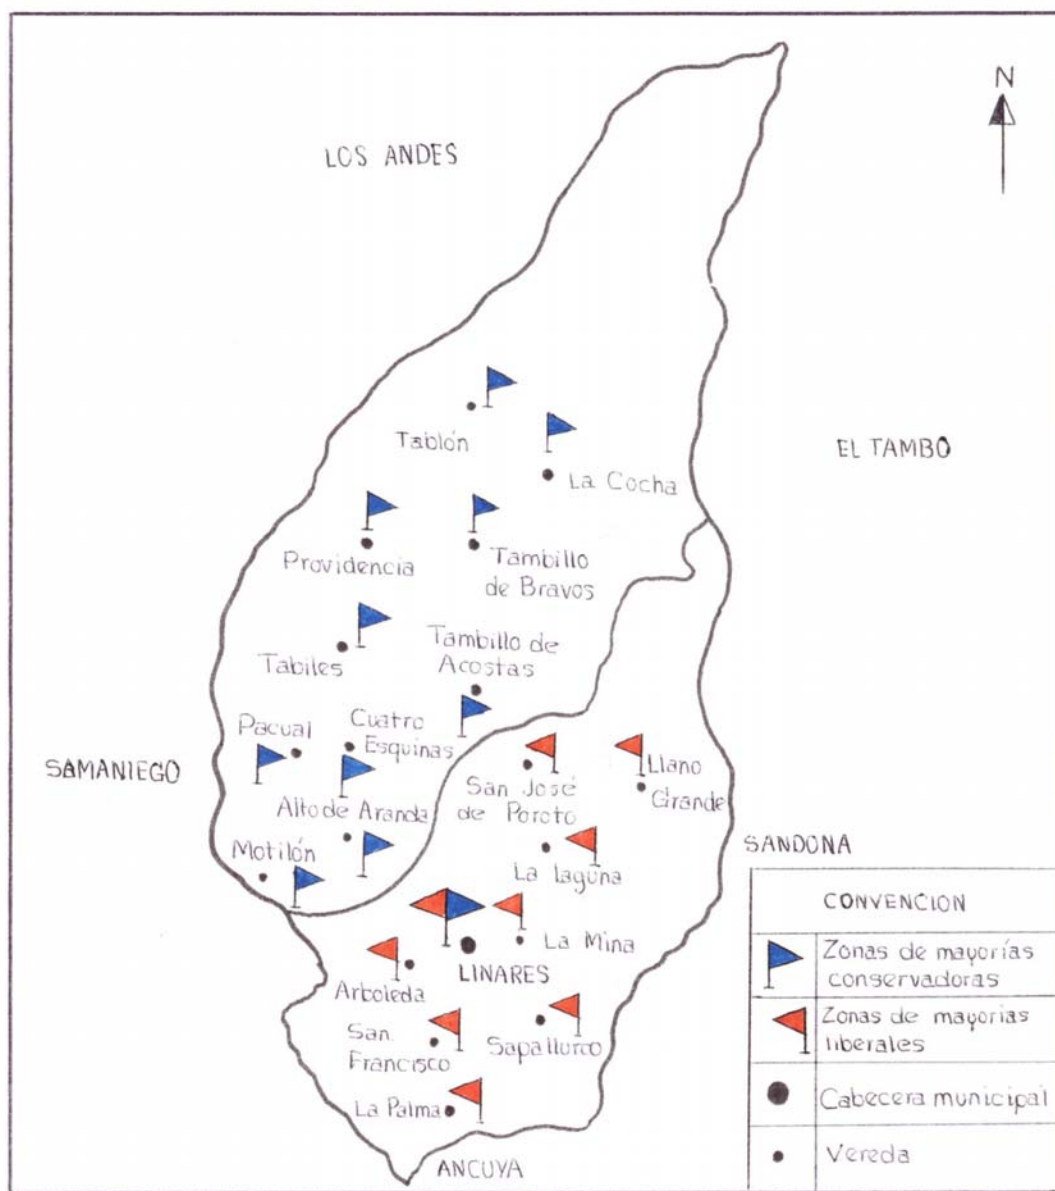 N
LOS ANDES
Tablón
EL TAMBO
La Cocha
Providencia
Tambillo
de Bravos
Tabiles
Tambillo de
Acostas
Pacual
Cuatro
Esquinas
SAMANIEGO
San José
de Poroto
Llano
Grande
Alto de Aranda
Motilón
La laguna
SANDONA
La Mina
LINARES
Arboleda
San
Francisco
Sapallurco
La Palma
ANCUYA
CONVENCION
Zonas de mayorías
conservadoras
Zonas de mayorias
liberales
Cabecera municipal
Vereda